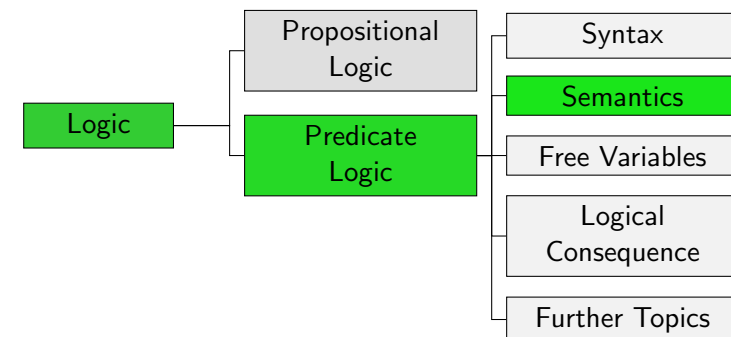 Logic
Propositional
Logic
Predicate
Logic
Syntax
Semantics
Free Variables
Logical
Consequence
Further Topics